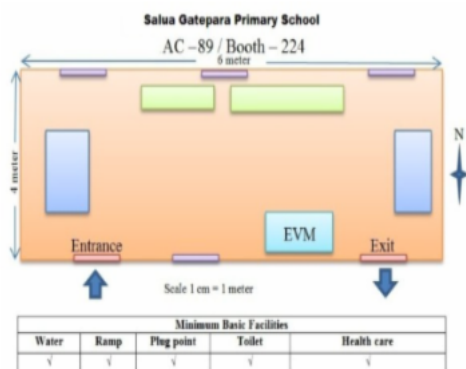 Salua Gatepara Primary School
AC –89 / Booth –224
6 meter
4 meter
N
EVM
Entrance
Exit
Scale 1 cm = 1 meter
Minimum Basic Facilities
Water Ramp Plug point Toilet Health care
√ √ √ √ √